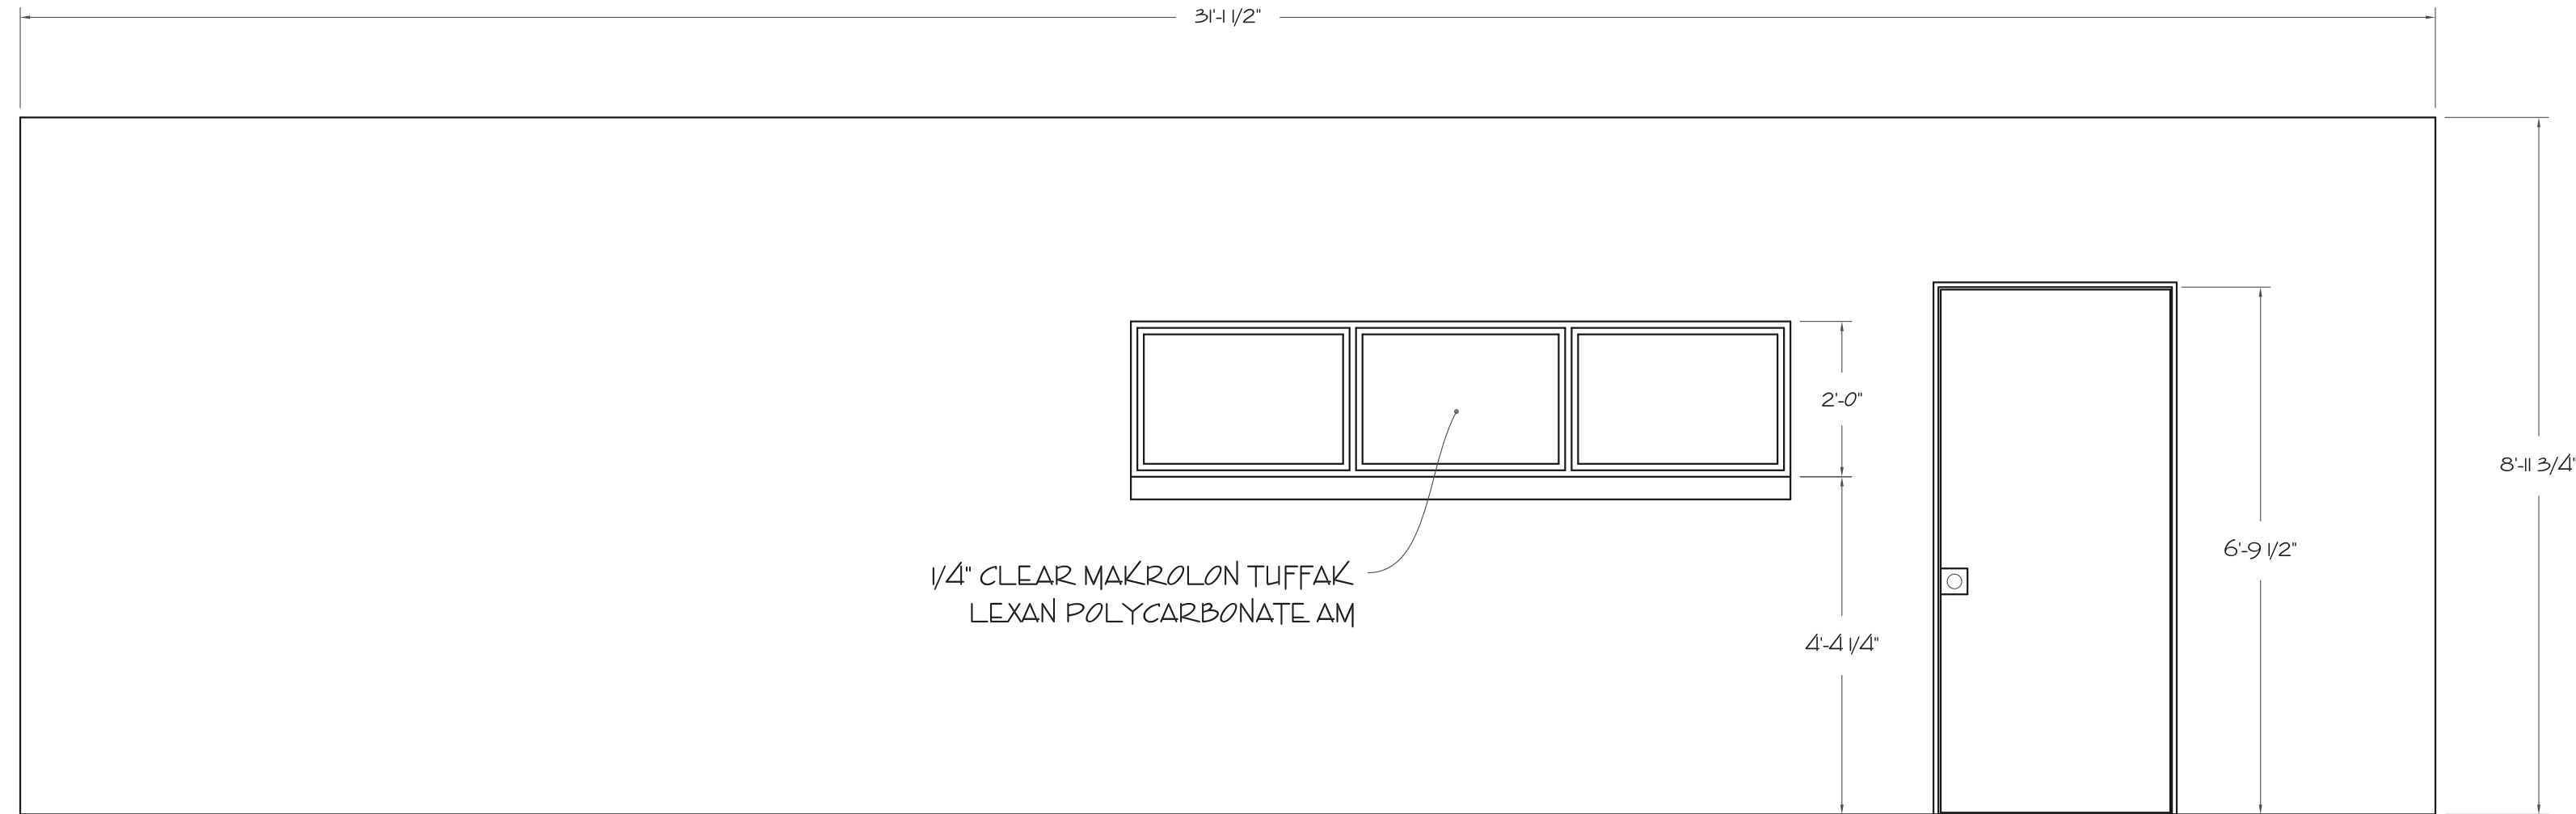 31'-1 1/2"
2'-0"
8'-11 3/4"
6'-9 1/2"
1/4" CLEAR MAKROLON TUFFAK
LEXAN POLYCARBONATE AM
4'-4 1/4"